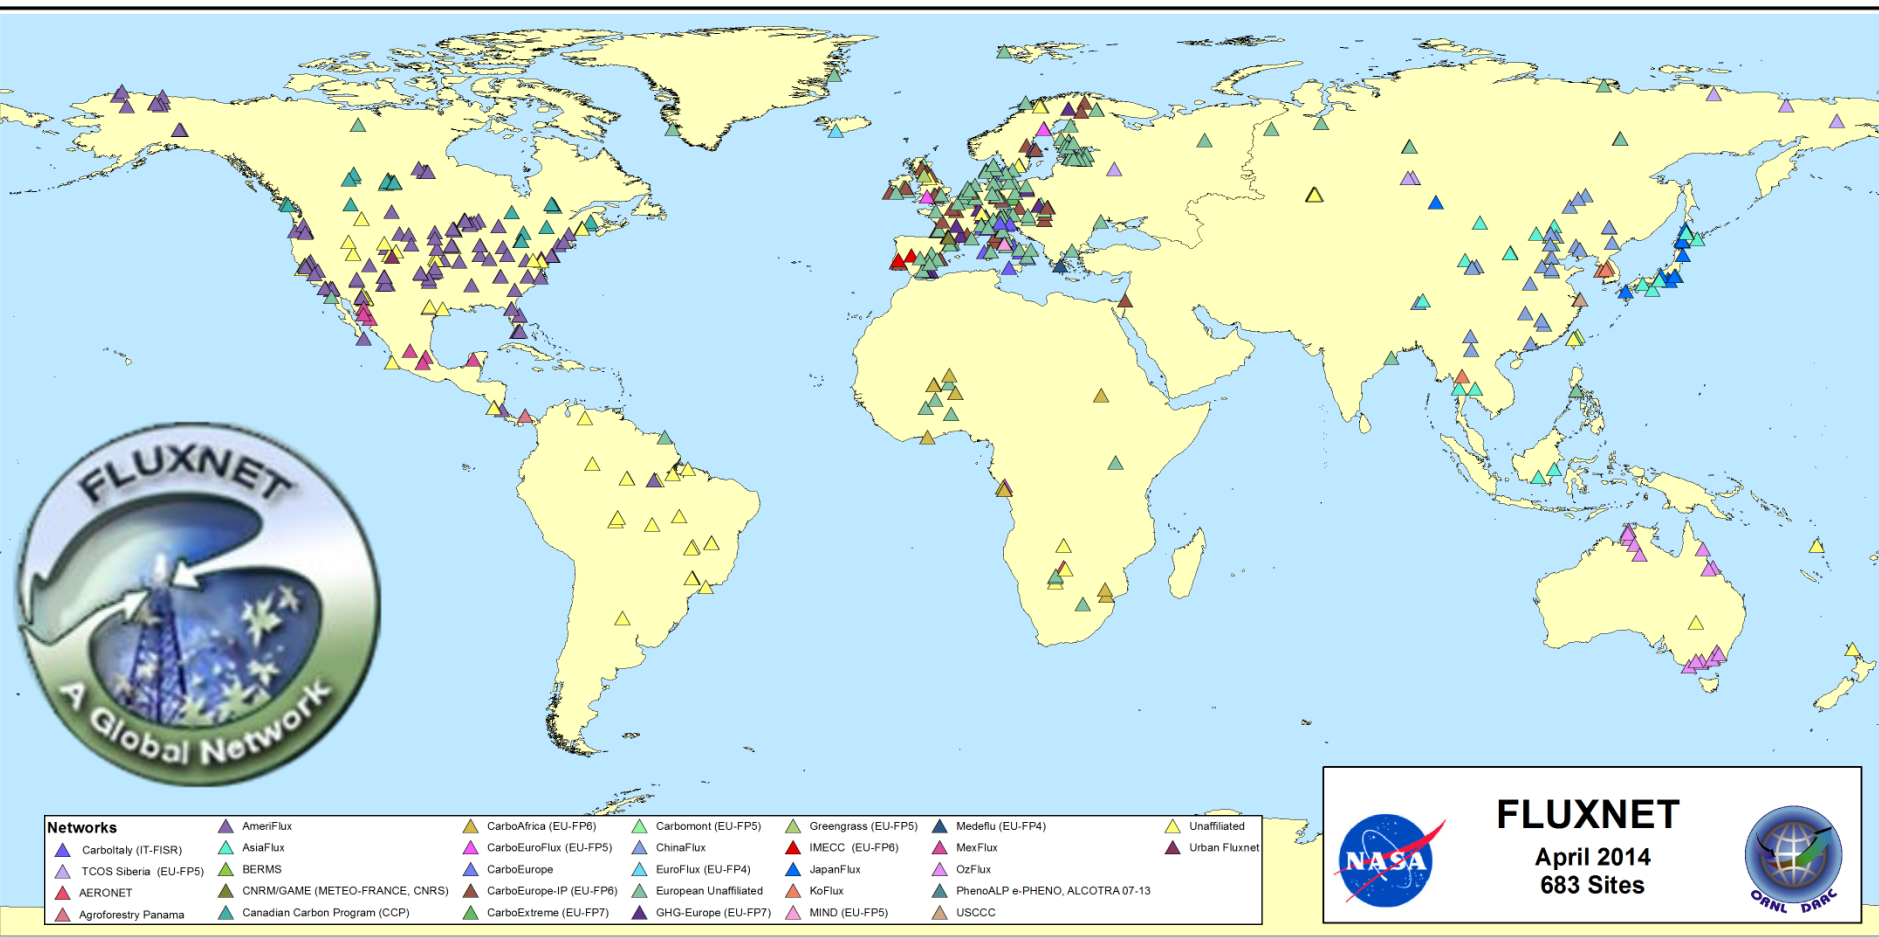 FLUXNET
A Global Network
Networks
CarboItaly (IT-FISR)
TCOS Siberia (EU-FP5)
AERONET
Agroforestry Panama
AmeriFlux
AsiaFlux
BERMS
CNRM/GAME (METEO-FRANCE, CNRS)
Canadian Carbon Program (CCP)
CarboAfrica (EU-FP6)
CarboEuroFlux (EU-FP5)
CarboEurope
CarboEurope-IP (EU-FP6)
CarboExtreme (EU-FP7)
Carbomont (EU-FP5)
ChinaFlux
EuroFlux (EU-FP4)
European Unaffiliated
GHG-Europe (EU-FP7)
Greengrass (EU-FP5)
IMECC (EU-FP6)
JapanFlux
KoFlux
MIND (EU-FP5)
Medeflu (EU-FP4)
MexFlux
OzFlux
PhenoALP e-PHENO, ALCOTRA 07-13
USCCC
Unaffiliated
Urban Fluxnet
NASA
FLUXNET
April 2014
683 Sites
ORNL DAAC